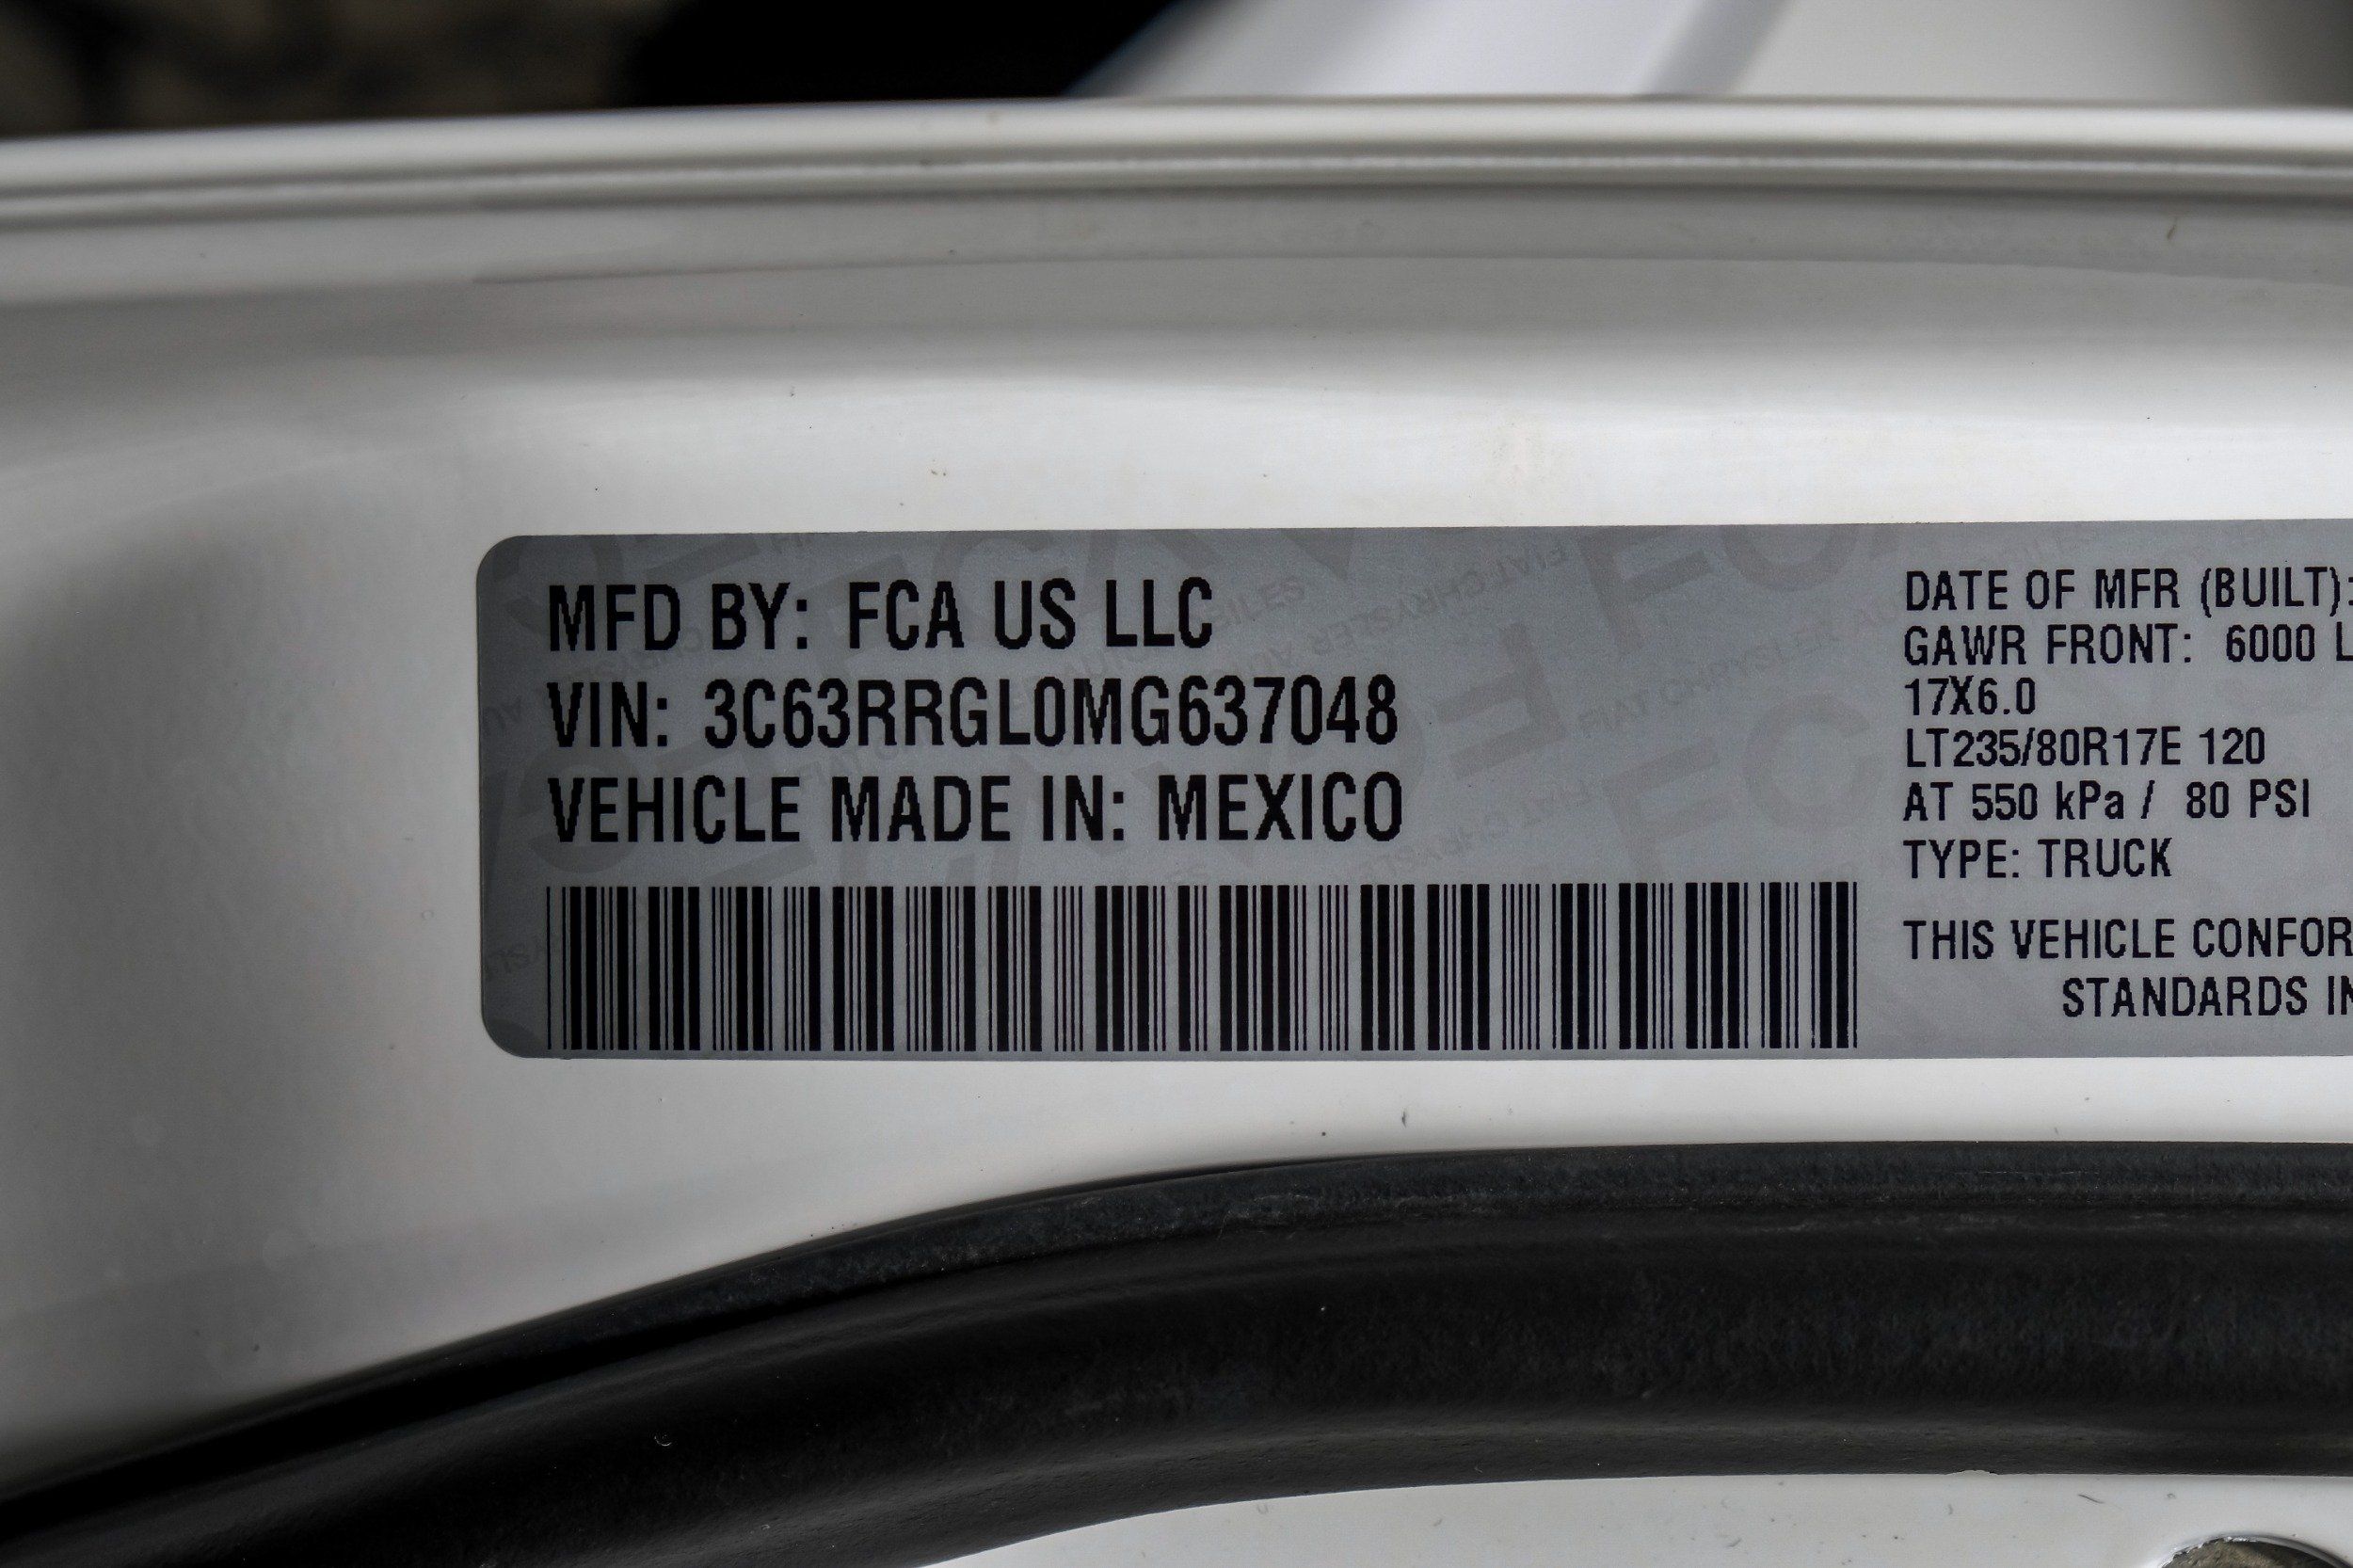 MFD BY: FCA US LLC
VIN: 3C63RRGL0MG637048
VEHICLE MADE IN: MEXICO
DATE OF MFR (BUILT):
GAWR FRONT: 6000 L
17X6.0
LT235/80R17E 120
AT 550 kPa / 80 PSI
TYPE: TRUCK
THIS VEHICLE CONFOR
STANDARDS IN